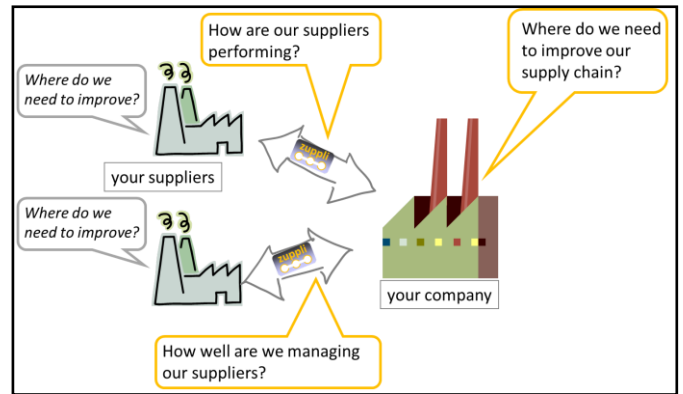 How are our suppliers
performing?
Where do we need
to improve our
supply chain?
Where do we
need to improve?
zuppli
your suppliers
Where do we
need to improve?
zuppli
your company
How well are we managing
our suppliers?